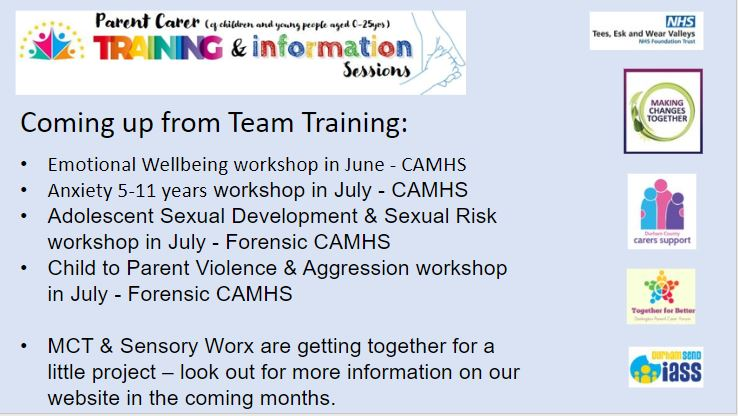 Parent Carer (of children and young people aged 0-25yrs)
TRAINING & information
Sessions
NHS
Tees, Esk and Wear Valleys
NHS Foundation Trust
Coming up from Team Training:
MAKING
CHANGES
TOGETHER
• Emotional Wellbeing workshop in June - CAMHS
• Anxiety 5-11 years workshop in July - CAMHS
• Adolescent Sexual Development & Sexual Risk
workshop in July - Forensic CAMHS
• Child to Parent Violence & Aggression workshop
in July - Forensic CAMHS
Durham County
carers support
Together for Better
Darlington Parent Carer Forum
• MCT & Sensory Worx are getting together for a
little project – look out for more information on our
website in the coming months.
DURHAM SEND
iass